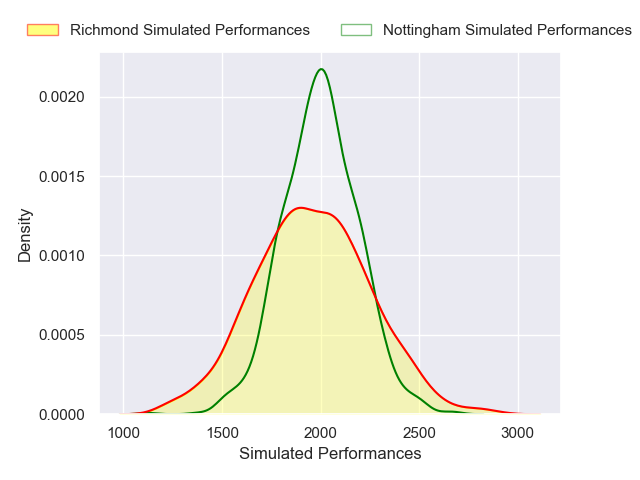 Richmond Simulated Performances
Nottingham Simulated Performances
0.0020
0.0015
0.0010
0.0005
0.0000
Density
1000 1500 2000 2500 3000
Simulated Performances